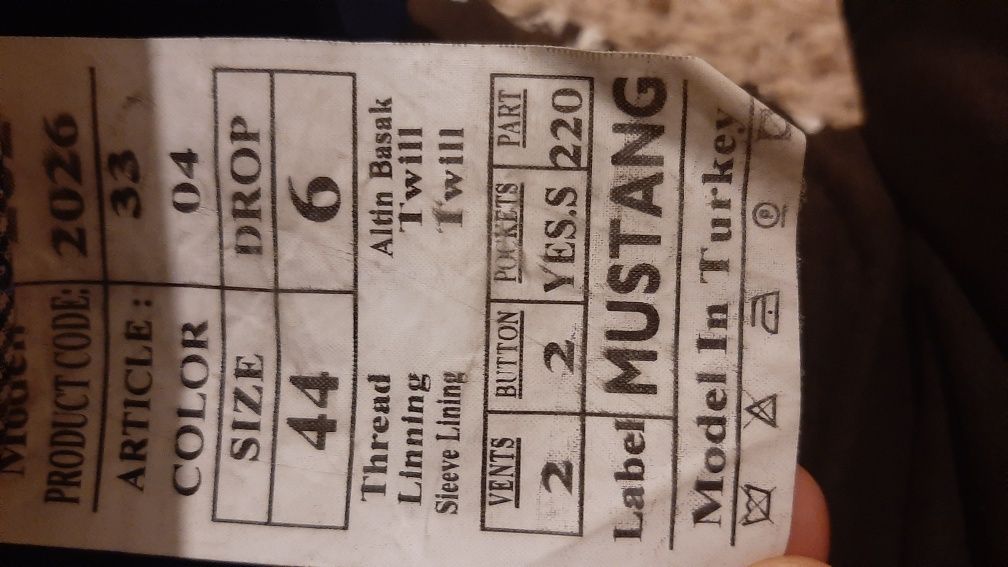 PRODUCT CODE: 2026
ARTICLE : 33
COLOR 04
SIZE DROP
44 6
Thread Altin Basak
Linning Twill
Sleeve Lining Twill
VENTS BUTTON POCKETS PART
2 2 YES.S 220
Label MUSTANG
Model In Turkey
P